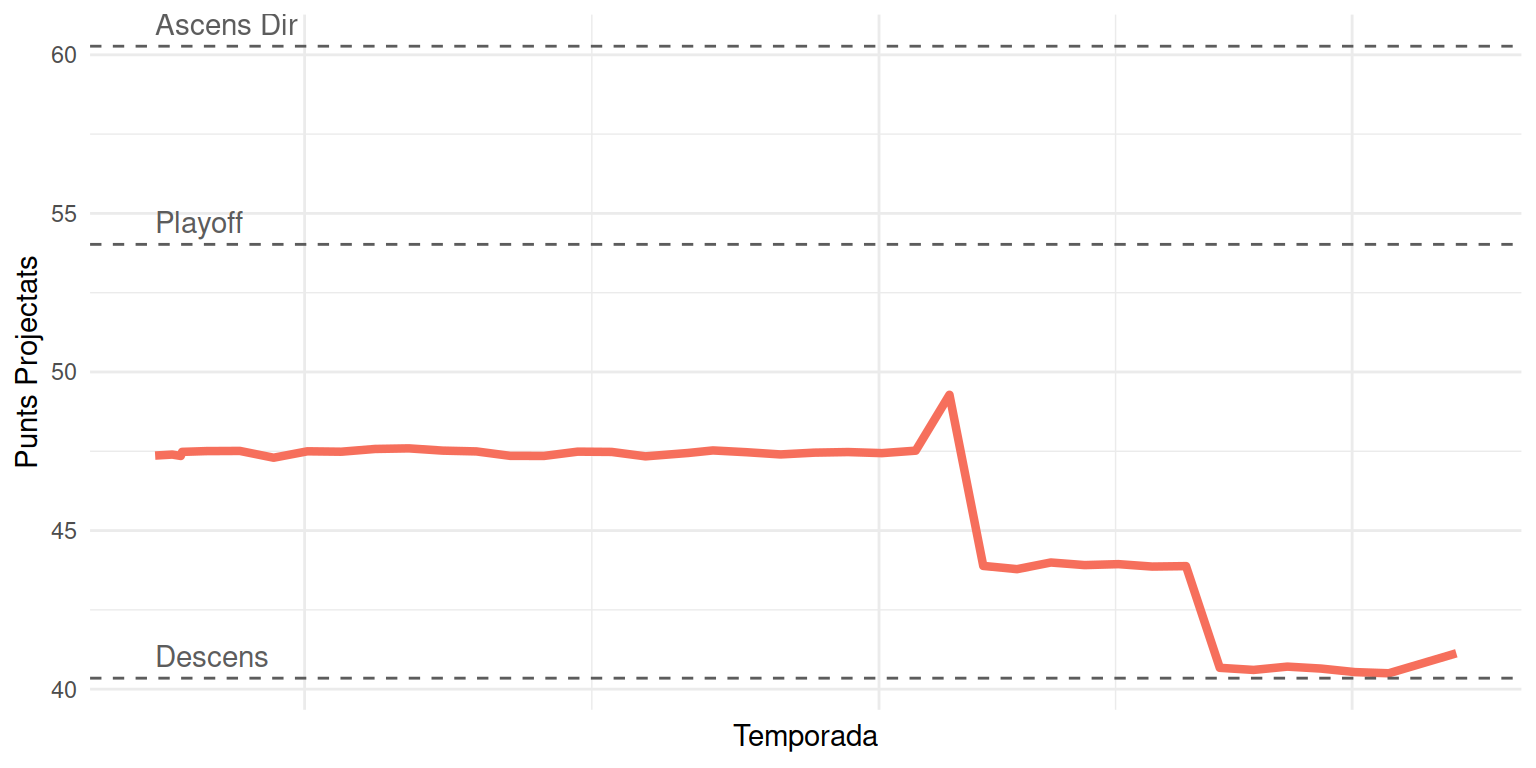 Ascens Dir
60
55
Playoff
50
45
Descens
40
Punts Projectats
Temporada